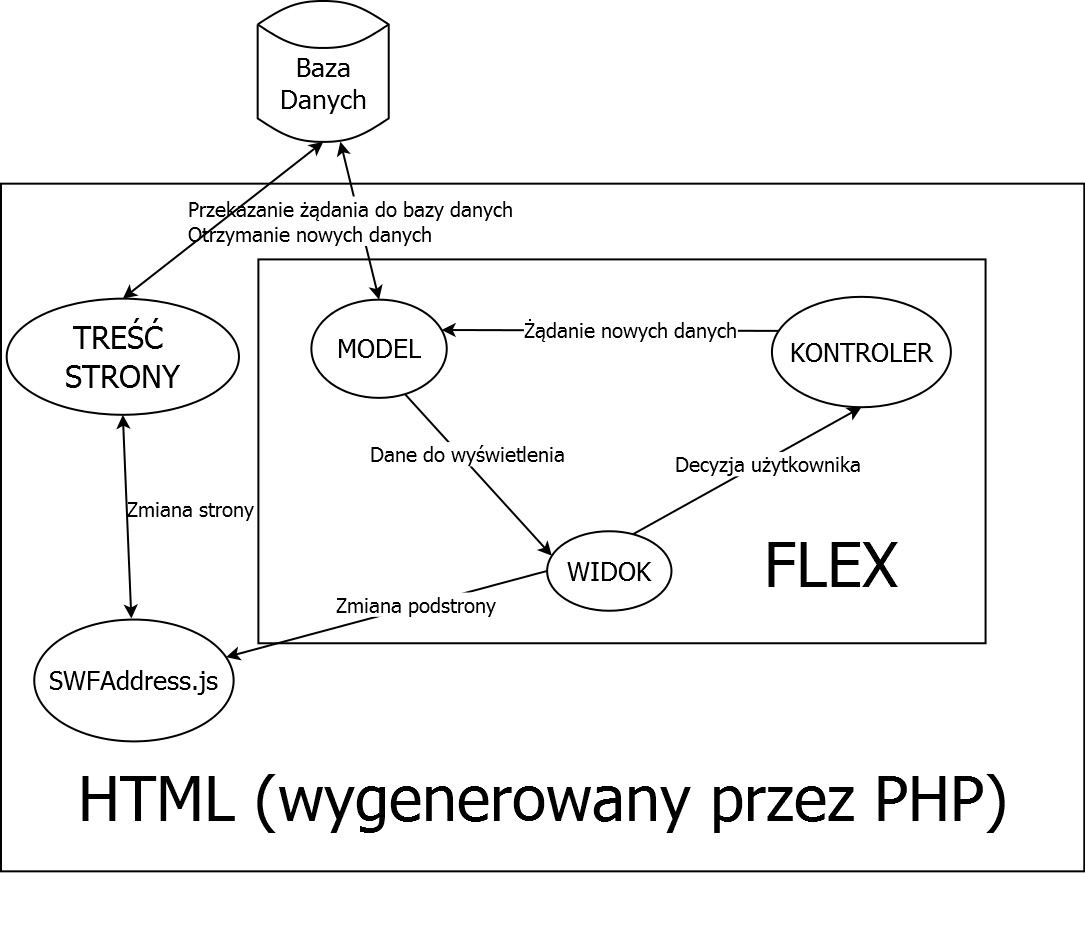 Baza
Danych
Przekazanie żądania do bazy danych
Otrzymanie nowych danych
TREŚĆ
STRONY
MODEL
Żądanie nowych danych
KONTROLER
Dane do wyświetlenia
Decyzja użytkownika
Zmiana strony
WIDOK
FLEX
Zmiana podstrony
SWFAddress.js
HTML (wygenerowany przez PHP)